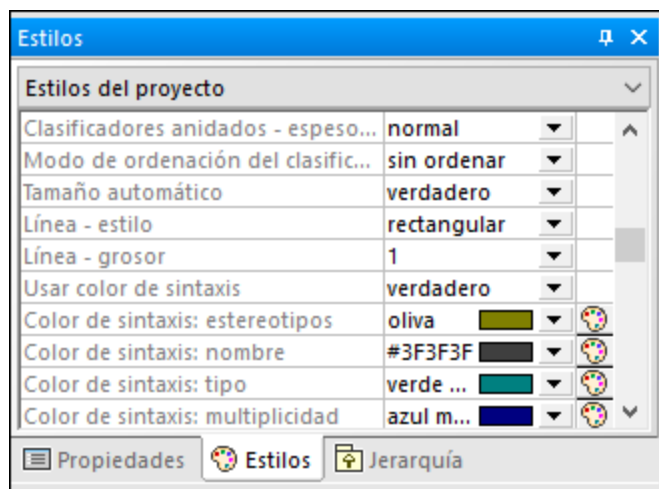 Estilos
Estilos del proyecto
Clasificadores anidados - espeso... normal
Modo de ordenación del clasific... sin ordenar
Tamaño automático verdadero
Línea - estilo rectangular
Línea - grosor 1
Usar color de sintaxis verdadero
Color de sintaxis: estereotipos oliva
Color de sintaxis: nombre #3F3F3F
Color de sintaxis: tipo verde ...
Color de sintaxis: multiplicidad azul m...
Propiedades Estilos Jerarquía